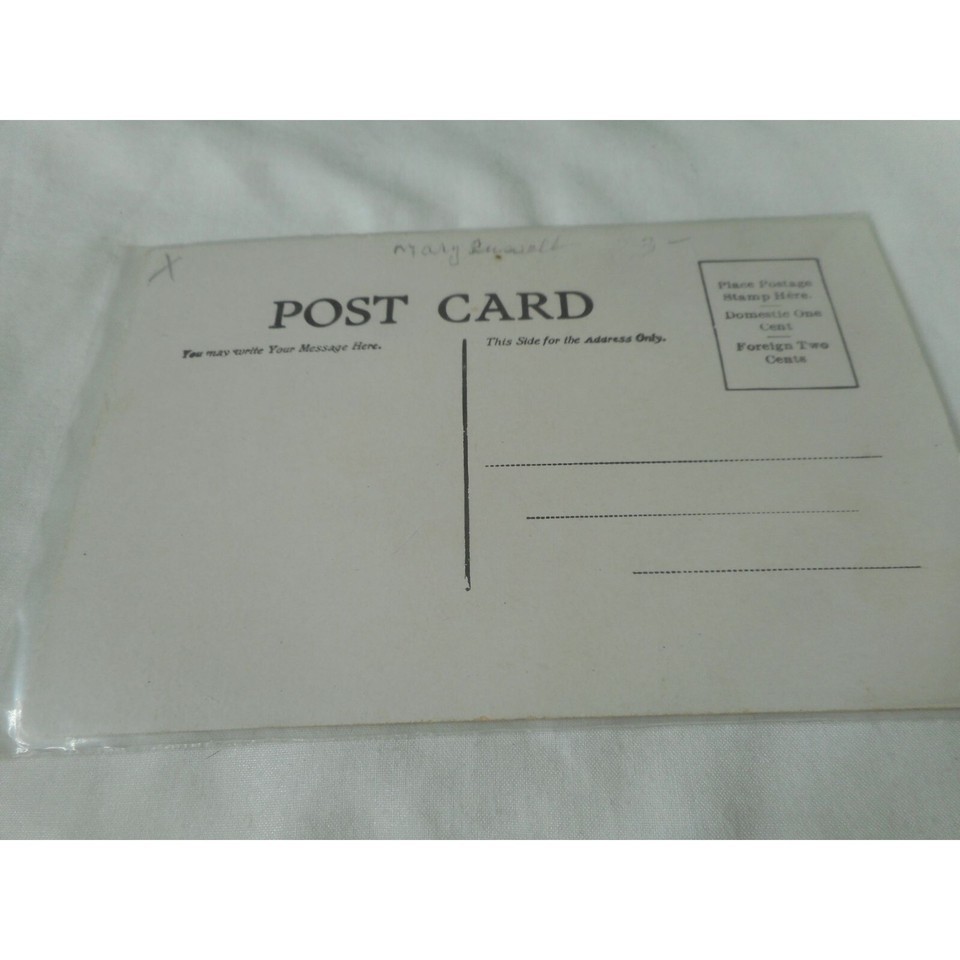 x Mary 3 -
POST CARD
You may write Your Message Here.
This Side for the Address Only.
Place Postage
Stamp Here.
Domestic One
Cent
Foreign Two
Cents